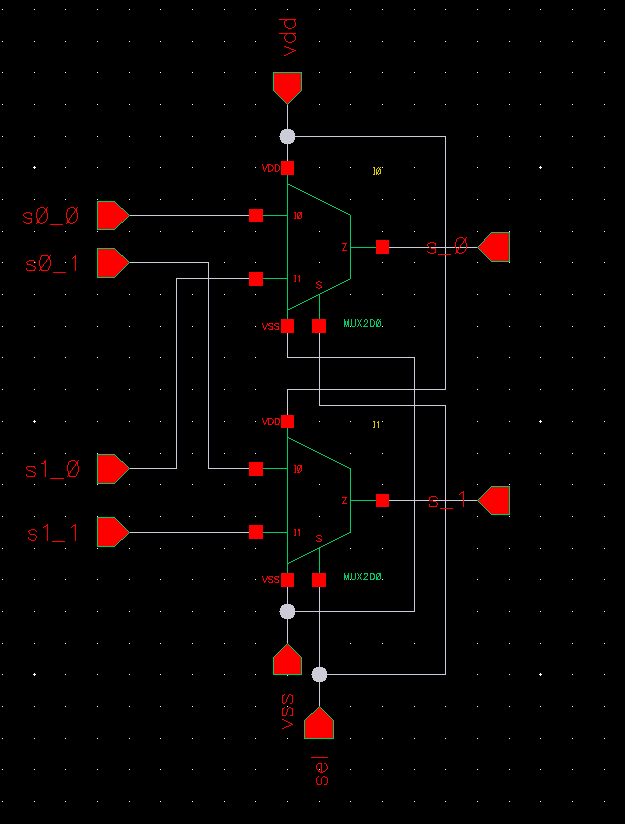 vdd
VDD
I0
s0_0
I0
Z
s_0
s0_1
I1
S
VSS
MUX2D0
VDD
I1
s1_0
I0
Z
s_1
s1_1
I1
S
VSS
MUX2D0
vss
sel